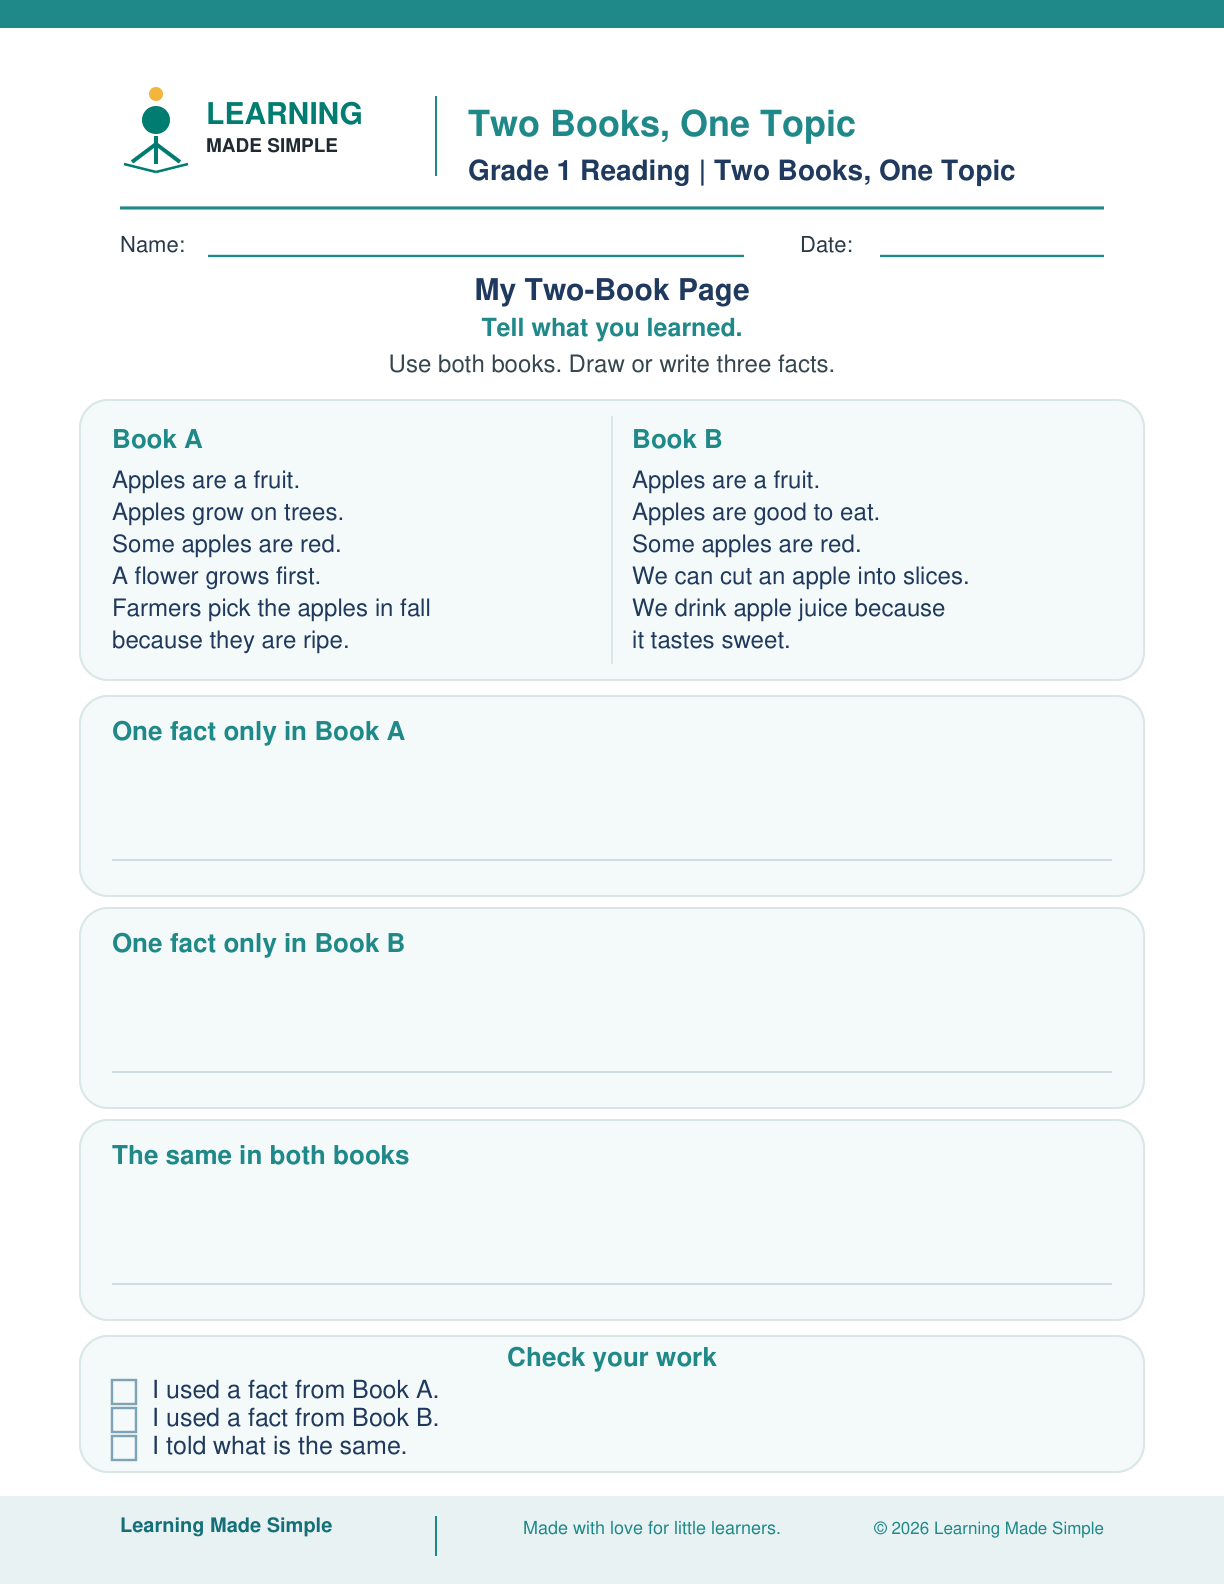 LEARNING
MADE SIMPLE
Two Books, One Topic
Grade 1 Reading | Two Books, One Topic
Name:
Date:
My Two-Book Page
Tell what you learned.
Use both books. Draw or write three facts.
Book A
Apples are a fruit.
Apples grow on trees.
Some apples are red.
A flower grows first.
Farmers pick the apples in fall
because they are ripe.
Book B
Apples are a fruit.
Apples are good to eat.
Some apples are red.
We can cut an apple into slices.
We drink apple juice because
it tastes sweet.
One fact only in Book A
One fact only in Book B
The same in both books
Check your work
I used a fact from Book A.
I used a fact from Book B.
I told what is the same.
Learning Made Simple
Made with love for little learners.
© 2026 Learning Made Simple